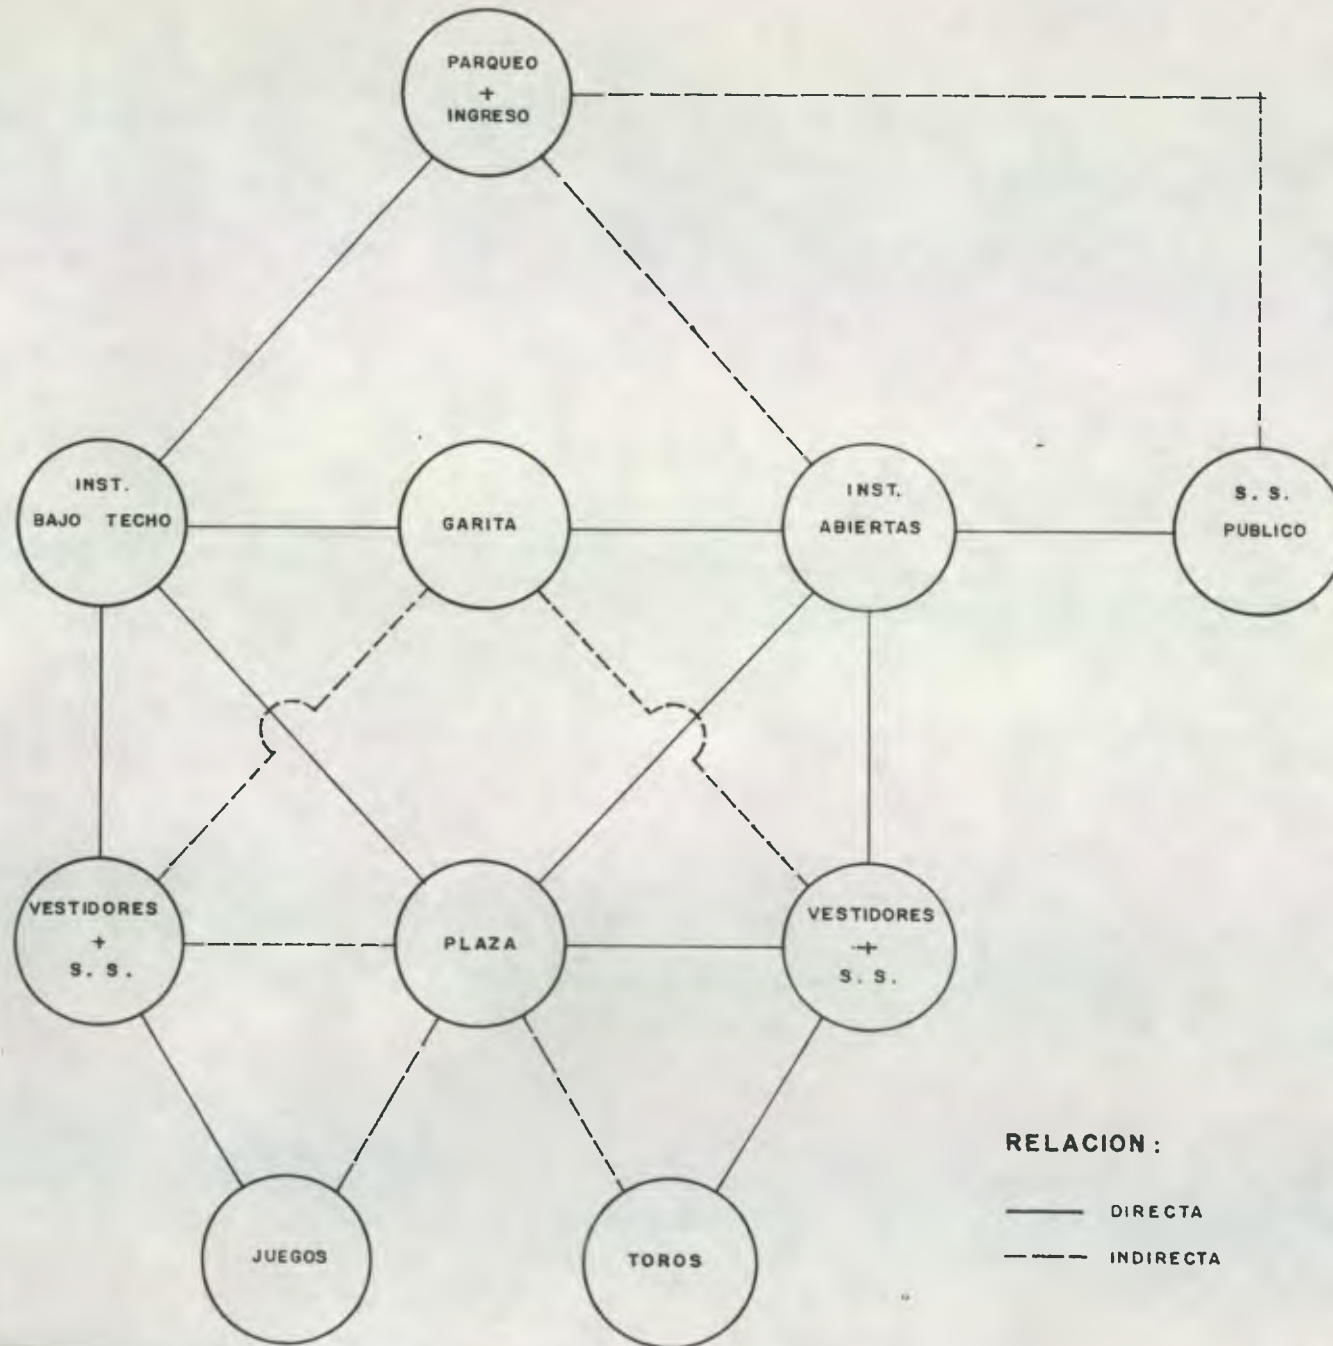 PARQUEO
+
INGRESO
INST.
BAJO TECHO
GARITA
INST.
ABIERTAS
S. S.
PUBLICO
VESTIDORES
+
S. S.
PLAZA
VESTIDORES
+
S. S.
JUEGOS
TOROS
RELACION :
DIRECTA
INDIRECTA